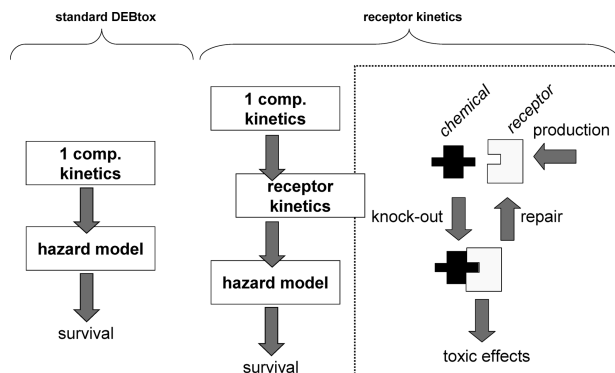 standard DEBtox
receptor kinetics
1 comp.
kinetics
hazard model
survival
1 comp.
kinetics
receptor
kinetics
hazard model
survival
chemical
receptor
production
knock-out
repair
toxic effects